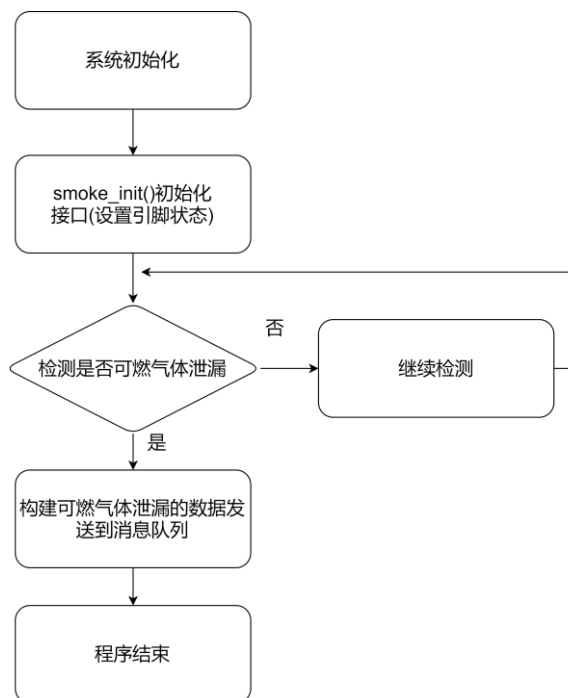 系统初始化
smoke_init()初始化
接口(设置引脚状态)
否
检测是否可燃气体泄漏
继续检测
是
构建可燃气体泄漏的数据发
送到消息队列
程序结束